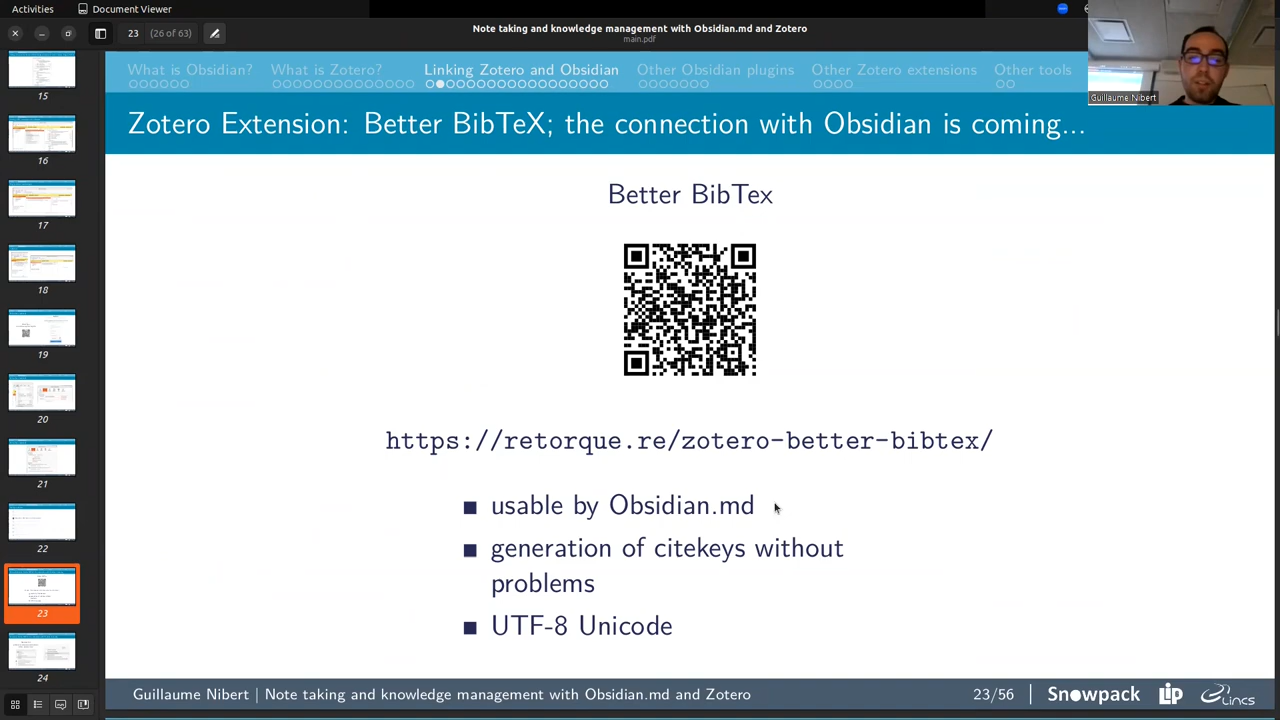 Activities
Document Viewer
23
(26 of 63)
Note taking and knowledge management with Obsidian.md and Zotero
main.pdf
What is Obsidian?
What is Zotero?
Linking Zotero and Obsidian
Other Obsidian plugins
Other Zotero extensions
Other tools
Guillaume Nibert
Zotero Extension: Better BibTeX, the connection with Obsidian is coming...
Better BibTex
https://retorque.re/zotero-better-bibtex/
■ usable by Obsidian.md
■ generation of citekeys without
problems
■ UTF-8 Unicode
15
16
17
18
19
20
21
22
23
24
Guillaume Nibert | Note taking and knowledge management with Obsidian.md and Zotero
23/56
Snowpack
LIP
Lincs